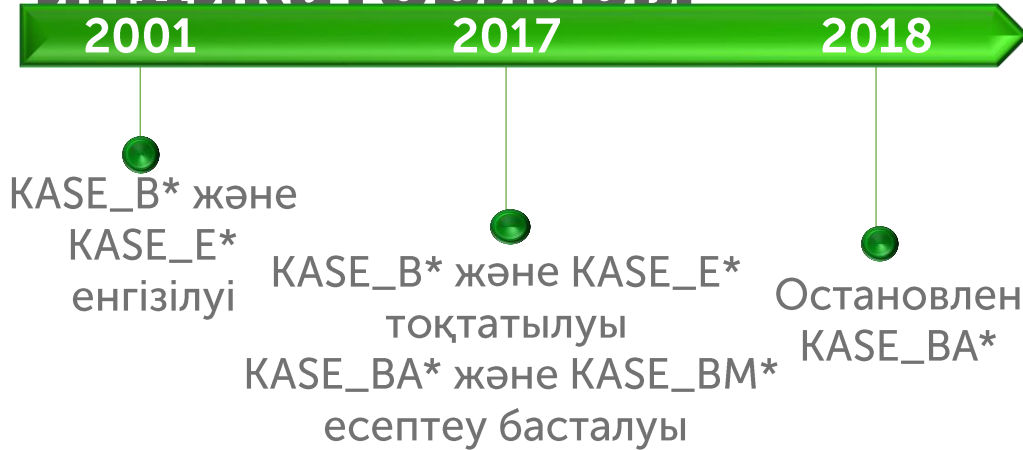 2001
2017
2018
KASE_B* және
KASE_E*
енгізілуі
KASE_B* және KASE_E*
тоқтатылуы
KASE_BA* және KASE_BM*
есептеу басталуы
Остановлен
KASE_BA*